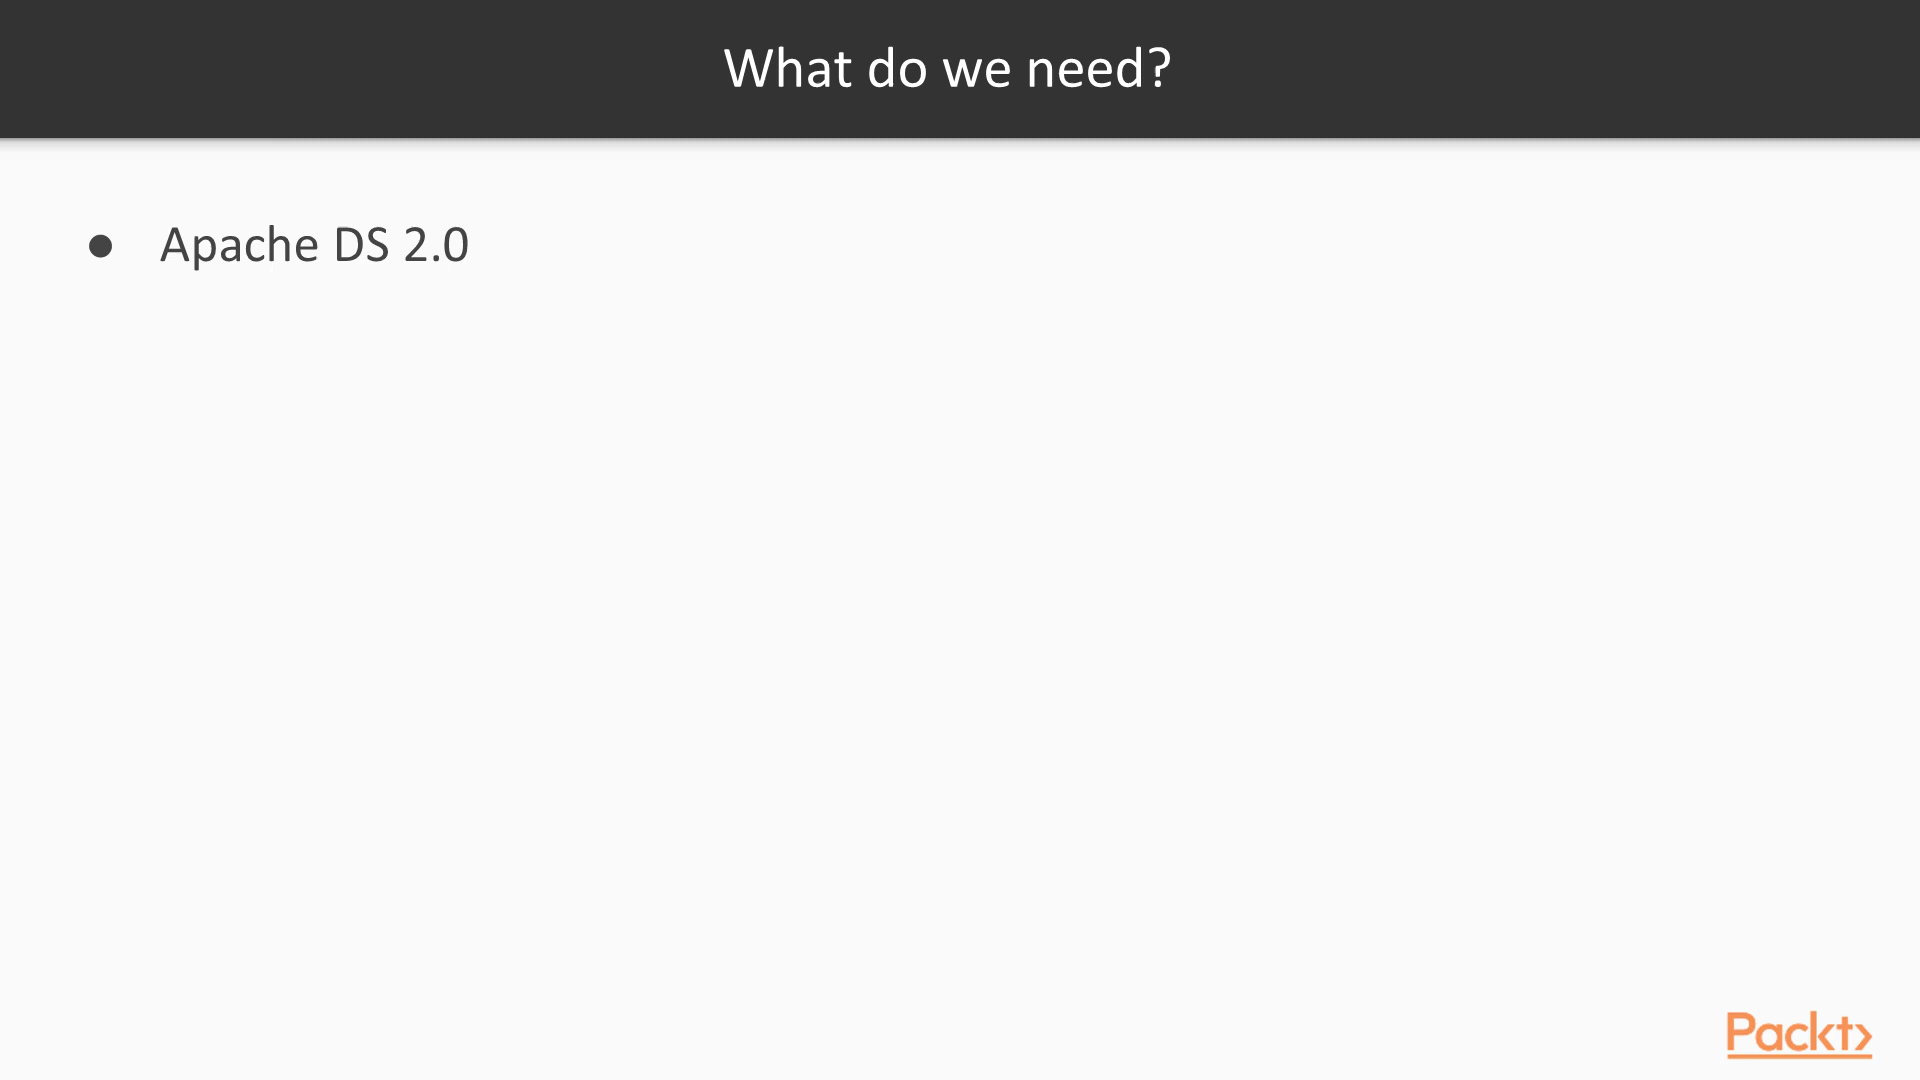 What do we need?
● Apache DS 2.0
Packt>